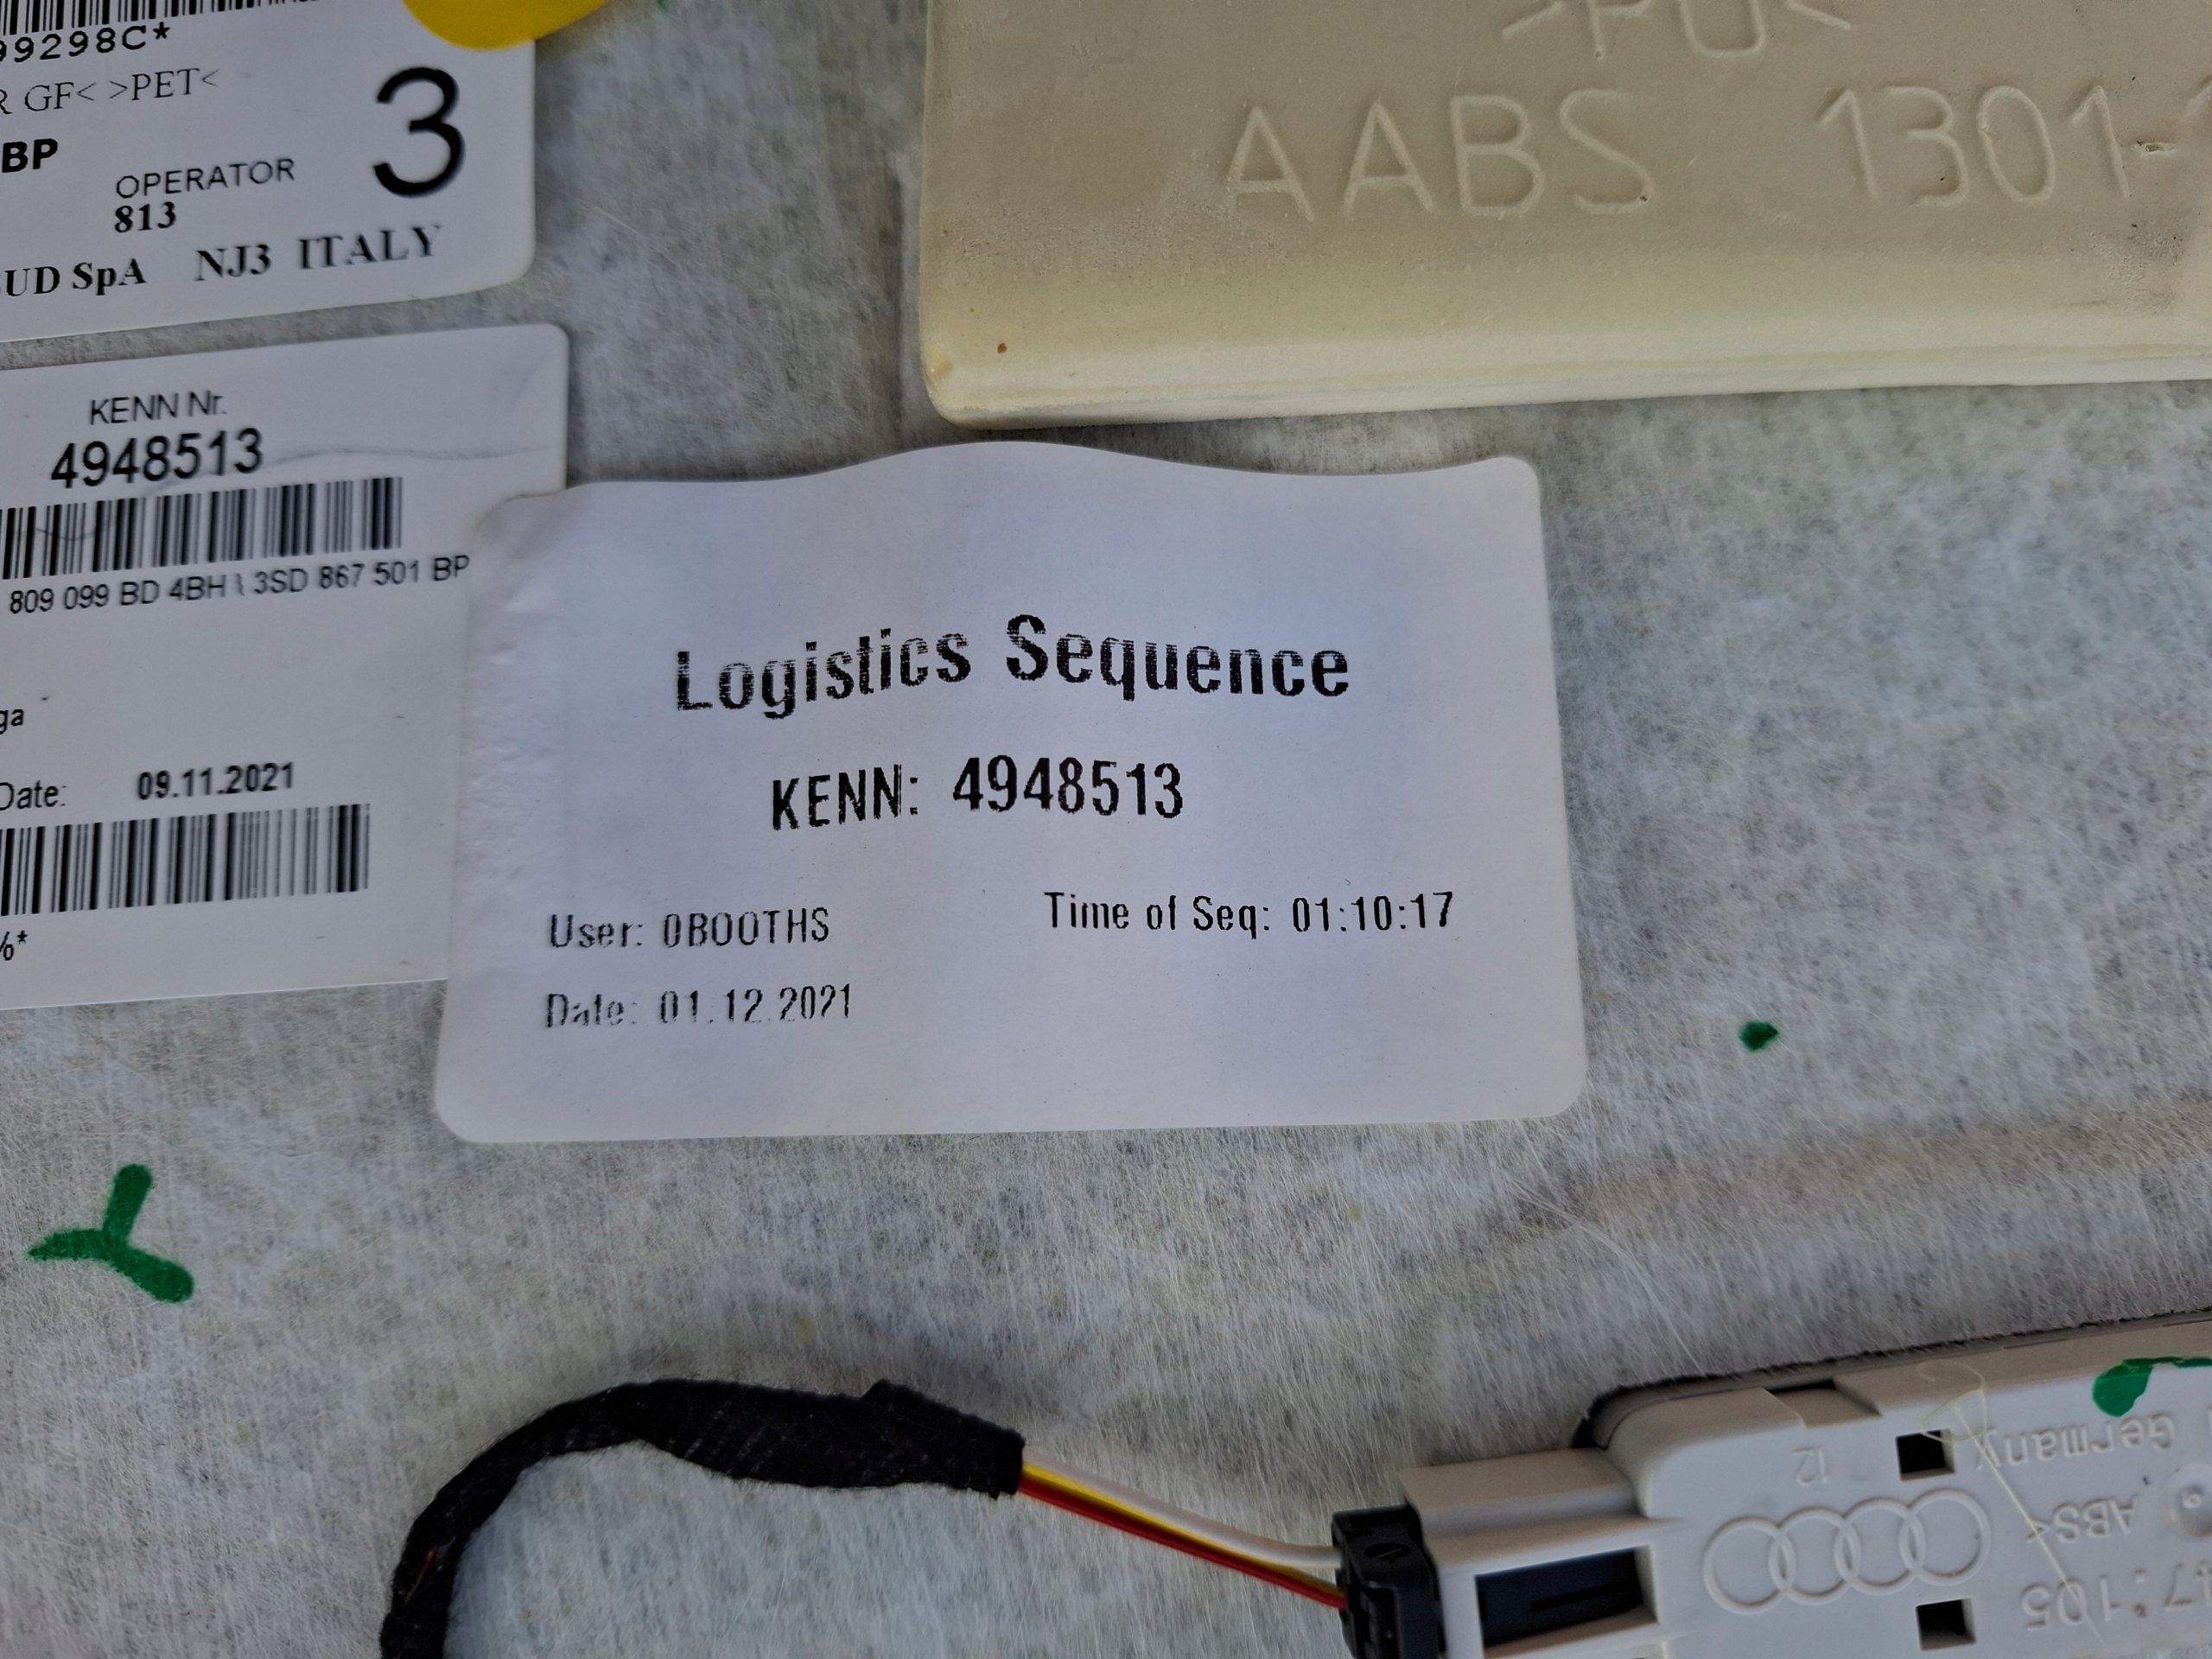 99298C*
R GF< >PET<
BP
OPERATOR
813
3
UD SpA NJ3 ITALY
>PU<
AABS 1301-
KENN Nr.
4948513
809 099 BD 4BH \ 3SD 867 501 BP
ga
Date: 09.11.2021
%*
Logistics Sequence
KENN: 4948513
User: 0BOOTHS
Time of Seq: 01:10:17
Date: 01.12.2021
Germany
12
ABS<
47:105